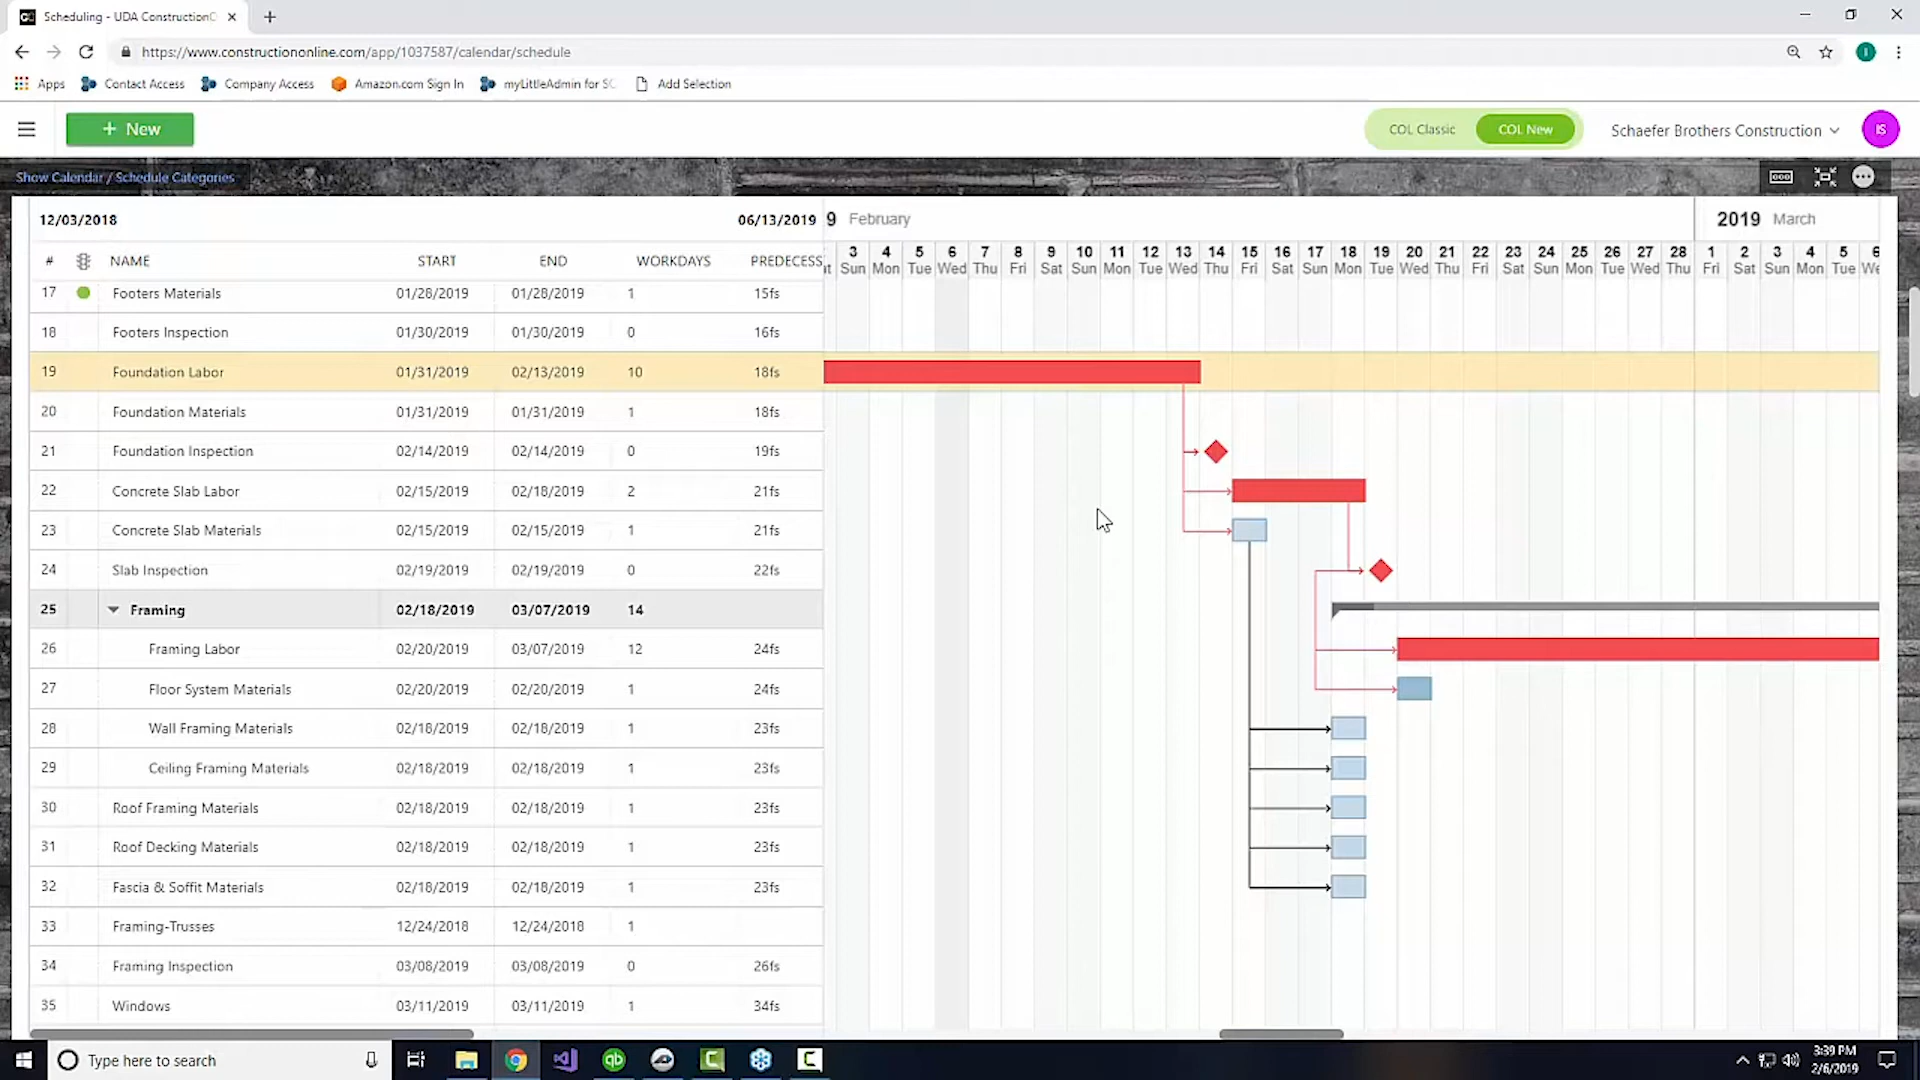 Scheduling - UDA ConstructionO
https://www.constructiononline.com/app/1037587/calendar/schedule
Apps Contact Access Company Access Amazon.com Sign In myLittleAdmin for SQ Add Selection
+ New COL Classic COL New Schaefer Brothers Construction IS
Show Calendar / Schedule Categories
12/03/2018 06/13/2019 9 February 2019 March
# NAME START END WORKDAYS PREDECESS
3 4 5 6 7 8 9 10 11 12 13 14 15 16 17 18 19 20 21 22 23 24 25 26 27 28 1 2 3 4 5 6
Sun Mon Tue Wed Thu Fri Sat Sun Mon Tue Wed Thu Fri Sat Sun Mon Tue Wed Thu Fri Sat Sun Mon Tue Wed Thu Fri Sat Sun Mon Tue We
17 Footers Materials 01/28/2019 01/28/2019 1 15fs
18 Footers Inspection 01/30/2019 01/30/2019 0 16fs
19 Foundation Labor 01/31/2019 02/13/2019 10 18fs
20 Foundation Materials 01/31/2019 01/31/2019 1 18fs
21 Foundation Inspection 02/14/2019 02/14/2019 0 19fs
22 Concrete Slab Labor 02/15/2019 02/18/2019 2 21fs
23 Concrete Slab Materials 02/15/2019 02/15/2019 1 21fs
24 Slab Inspection 02/19/2019 02/19/2019 0 22fs
25 Framing 02/18/2019 03/07/2019 14
26 Framing Labor 02/20/2019 03/07/2019 12 24fs
27 Floor System Materials 02/20/2019 02/20/2019 1 24fs
28 Wall Framing Materials 02/18/2019 02/18/2019 1 23fs
29 Ceiling Framing Materials 02/18/2019 02/18/2019 1 23fs
30 Roof Framing Materials 02/18/2019 02/18/2019 1 23fs
31 Roof Decking Materials 02/18/2019 02/18/2019 1 23fs
32 Fascia & Soffit Materials 02/18/2019 02/18/2019 1 23fs
33 Framing-Trusses 12/24/2018 12/24/2018 1
34 Framing Inspection 03/08/2019 03/08/2019 0 26fs
35 Windows 03/11/2019 03/11/2019 1 34fs
Type here to search
3:39 PM
2/6/2019